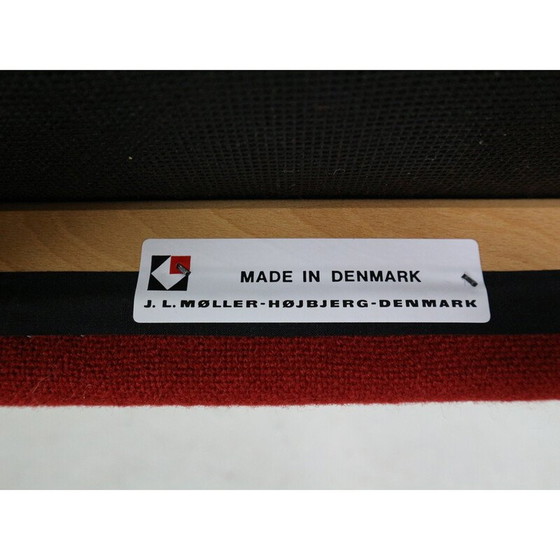 MADE IN DENMARK
J. L. MØLLER-HØJBJERG-DENMARK